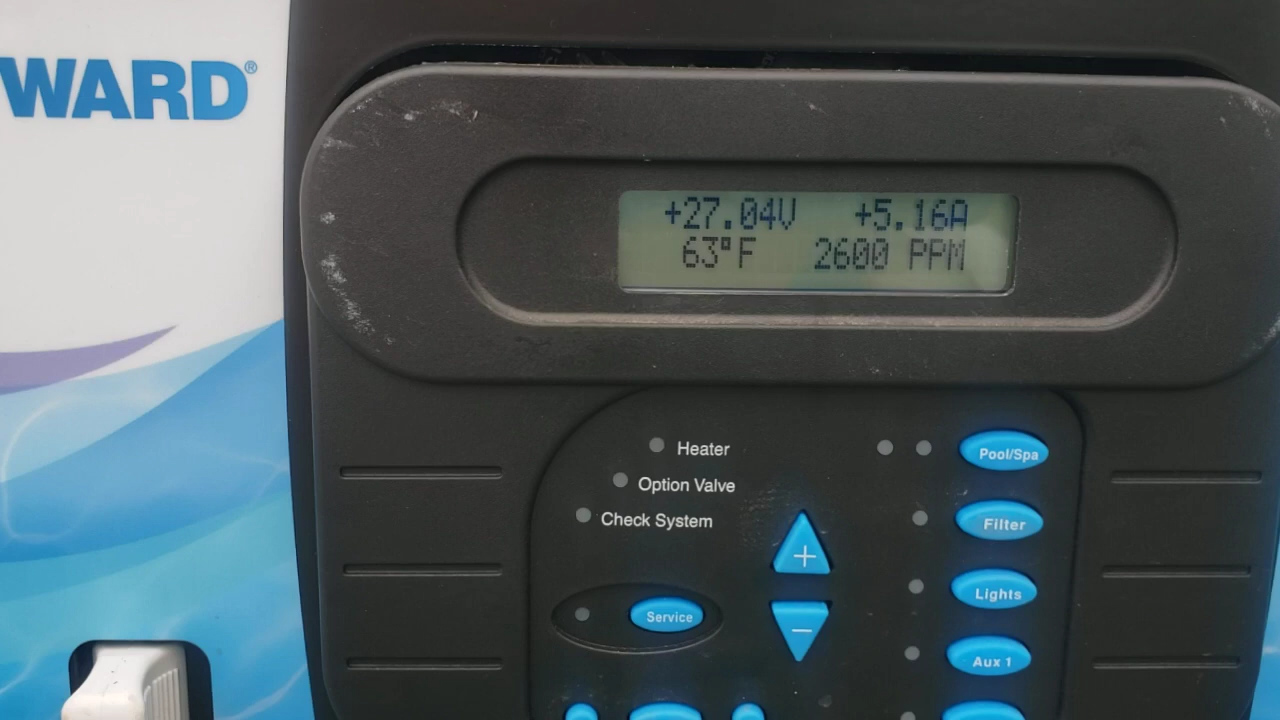 WARD®
+27.04V +5.16A
63°F 2600 PPM
Heater
Option Valve
Check System
Service
+
−
Pool/Spa
Filter
Lights
Aux 1